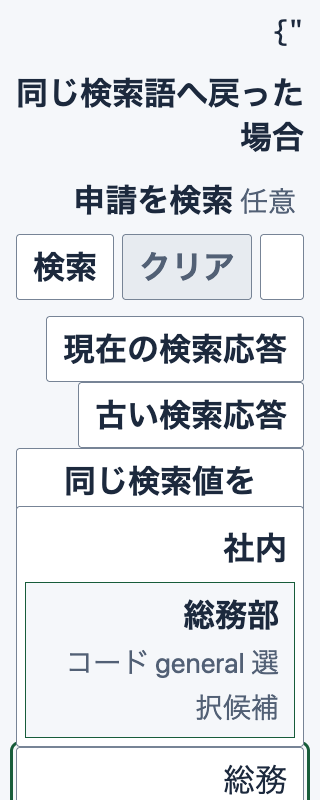 {"
同じ検索語へ戻った
場合
申請を検索 任意
検索 クリア
現在の検索応答
古い検索応答
同じ検索値を
社内
総務部
コード general 選
択候補
総務